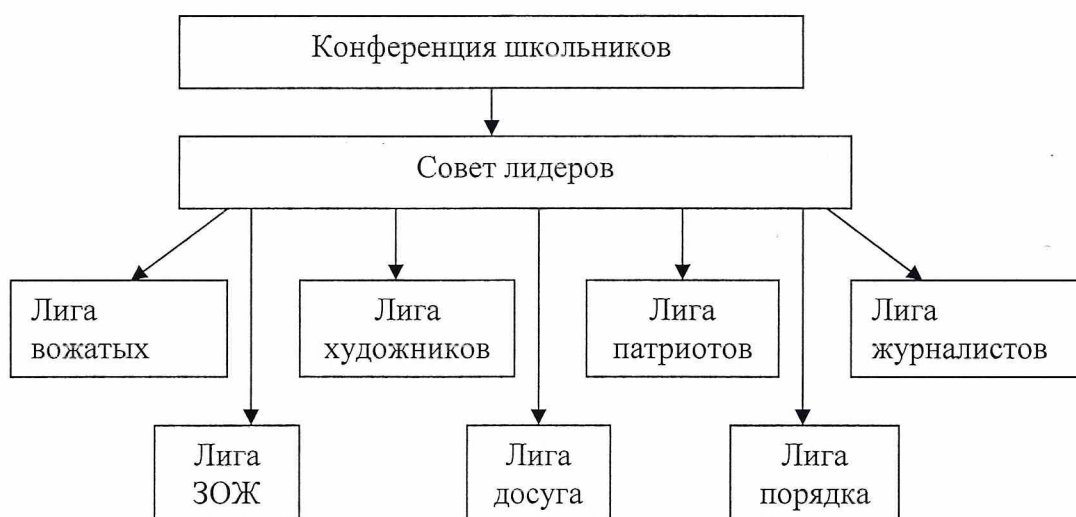 Конференция школьников
Совет лидеров
Лига
вожатых
Лига
художников
Лига
патриотов
Лига
журналистов
Лига
ЗОЖ
Лига
досуга
Лига
порядка